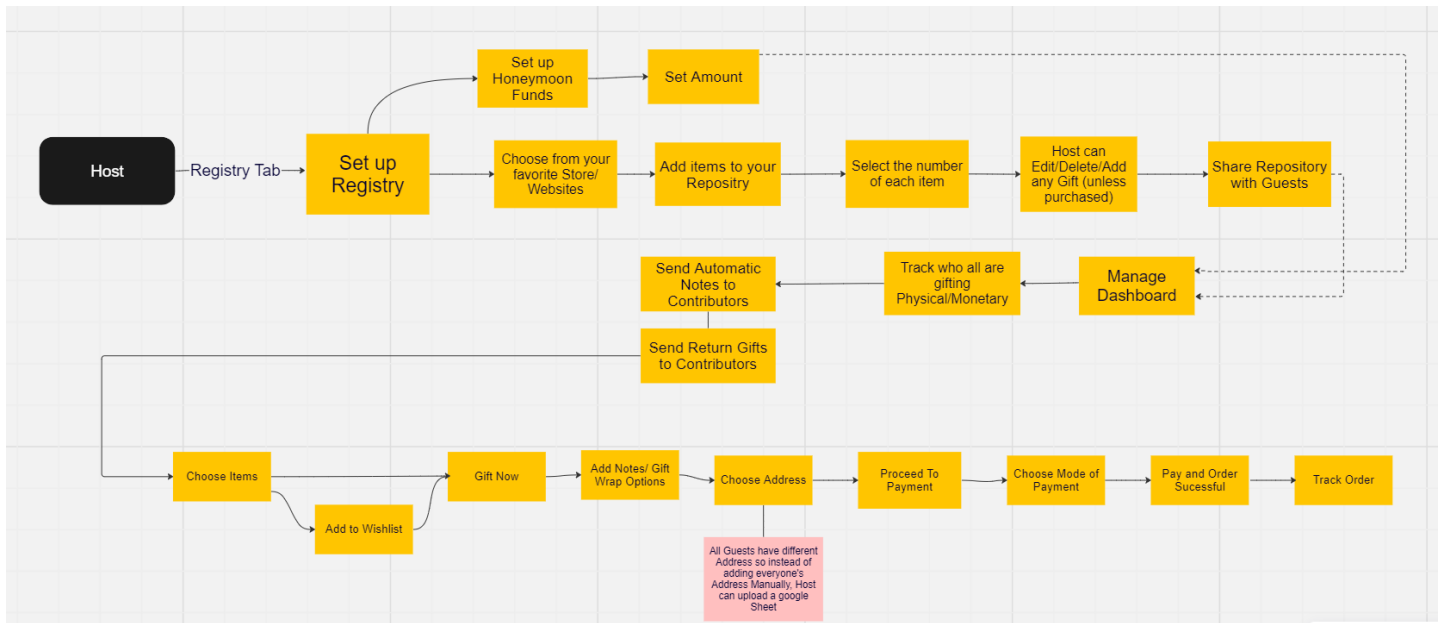 Set up
Honeymoon
Funds
Set Amount
Host
Registry Tab
Set up
Registry
Choose from your
favorite Store/
Websites
Add items to your
Repositry
Select the number
of each item
Host can
Edit/Delete/Add
any Gift (unless
purchased)
Share Repository
with Guests
Send Automatic
Notes to
Contributors
Track who all are
gifting
Physical/Monetary
Manage
Dashboard
Send Return Gifts
to Contributors
Choose Items
Add to Wishlist
Gift Now
Add Notes/ Gift
Wrap Options
Choose Address
Proceed To
Payment
Choose Mode of
Payment
Pay and Order
Sucessful
Track Order
All Guests have different
Address so instead of
adding everyone's
Address Manually, Host
can upload a google
Sheet